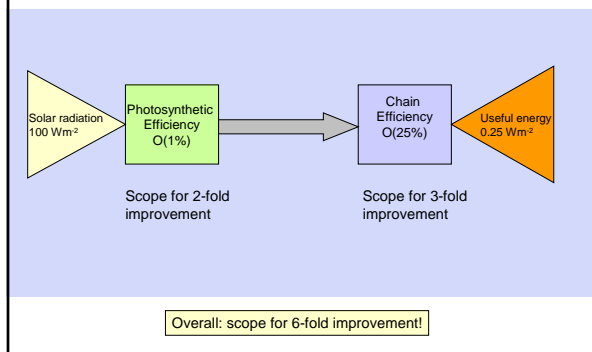 Solar radiation
100 Wm-2
Photosynthetic
Efficiency
O(1%)
Chain
Efficiency
O(25%)
Useful energy
0.25 Wm-2
Scope for 2-fold
improvement
Scope for 3-fold
improvement
Overall: scope for 6-fold improvement!